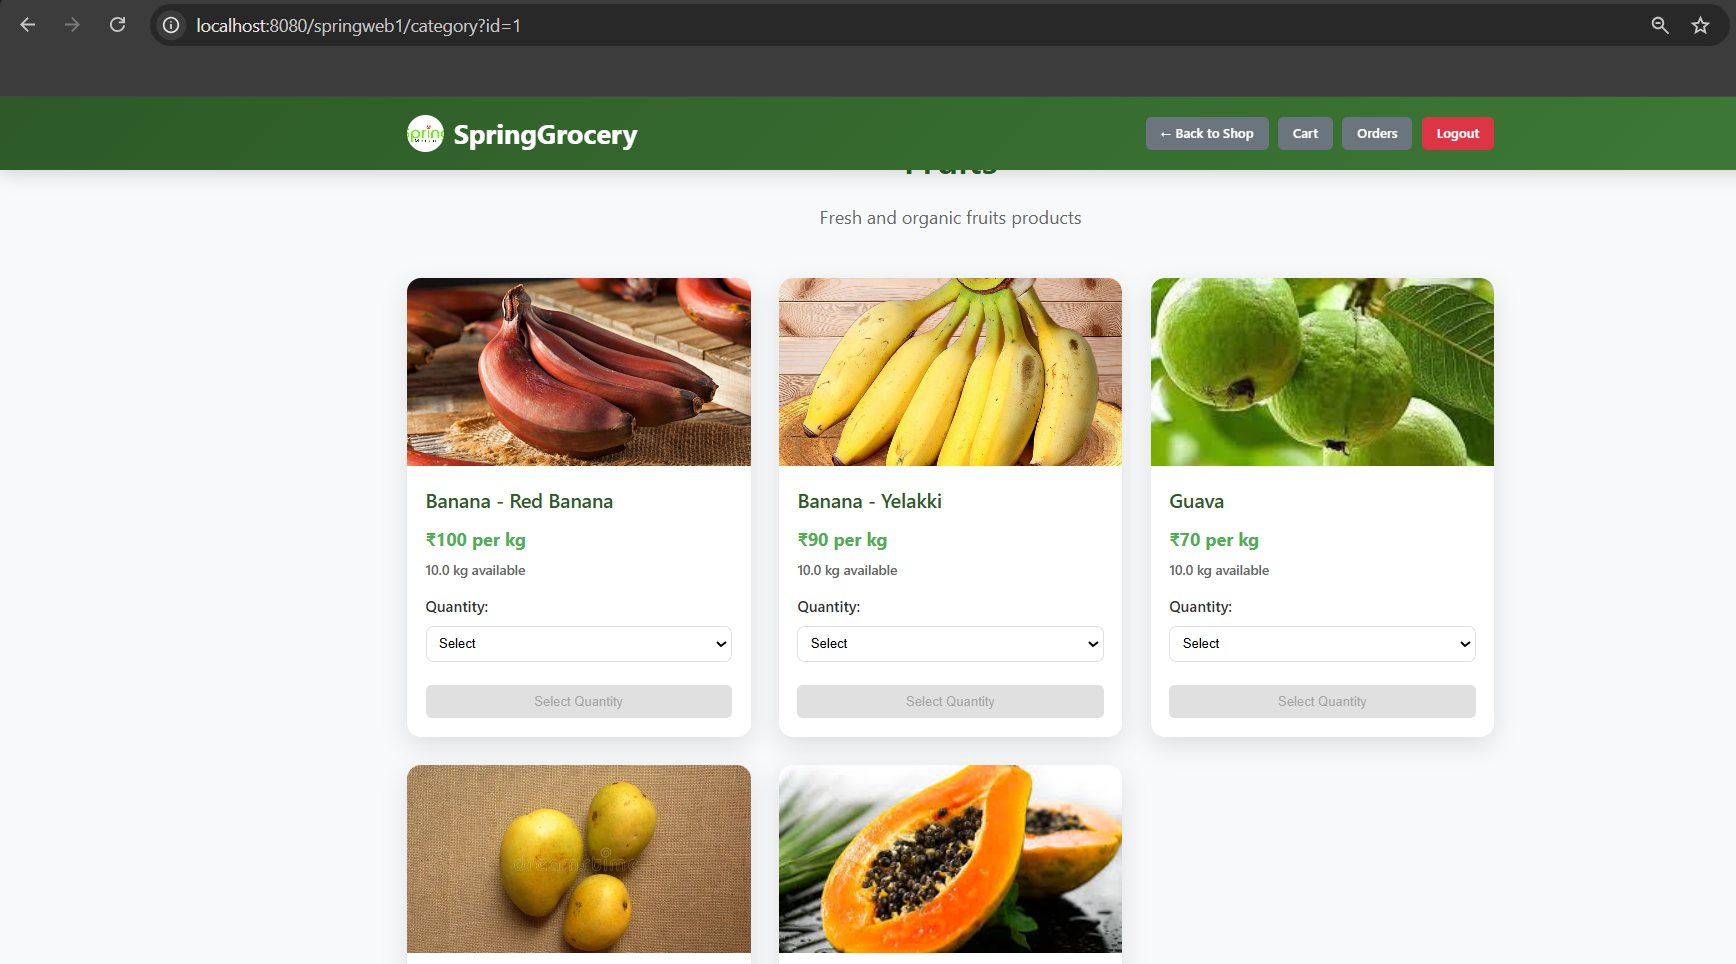 localhost:8080/springweb1/category?id=1
SpringGrocery
← Back to Shop
Cart
Orders
Logout
Fruits
Fresh and organic fruits products
Banana - Red Banana
₹100 per kg
10.0 kg available
Quantity:
Select
Select Quantity
Banana - Yelakki
₹90 per kg
10.0 kg available
Quantity:
Select
Select Quantity
Guava
₹70 per kg
10.0 kg available
Quantity:
Select
Select Quantity
dreamstime